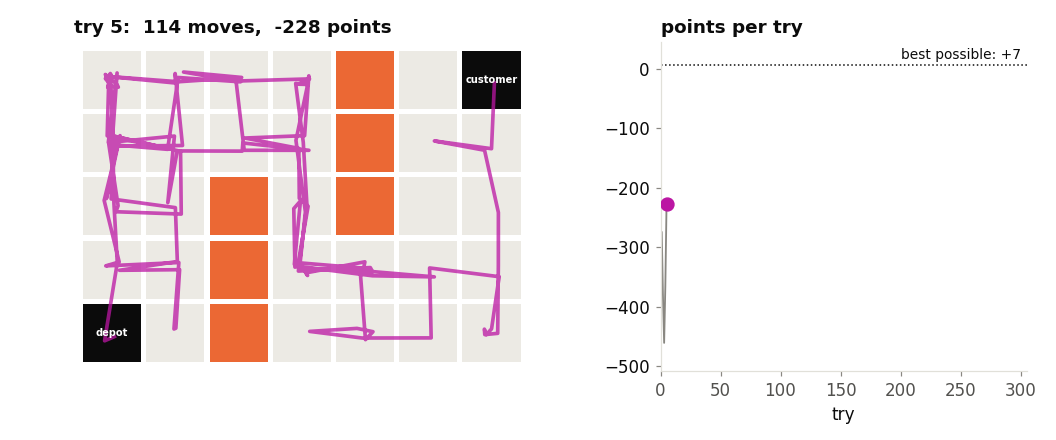 try 5:  114 moves,  -228 points
customer
depot
points per try
best possible: +7
0
−100
−200
−300
−400
−500
0
50
100
150
200
250
300
try